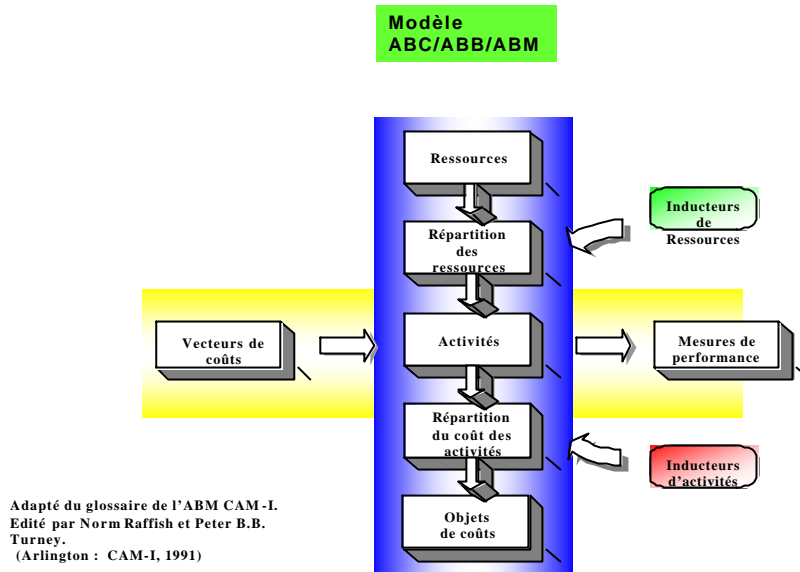 Modèle
ABC/ABB/ABM
Ressources
Inducteurs
de
Ressources
Répartition
des
ressources
Vecteurs de
coûts
Activités
Mesures de
performance
Répartition
du coût des
activités
Inducteurs
d'activités
Objets
de coûts
Adapté du glossaire de l'ABM CAM-I.
Edité par Norm Raffish et Peter B.B.
Turney.
(Arlington : CAM-I, 1991)